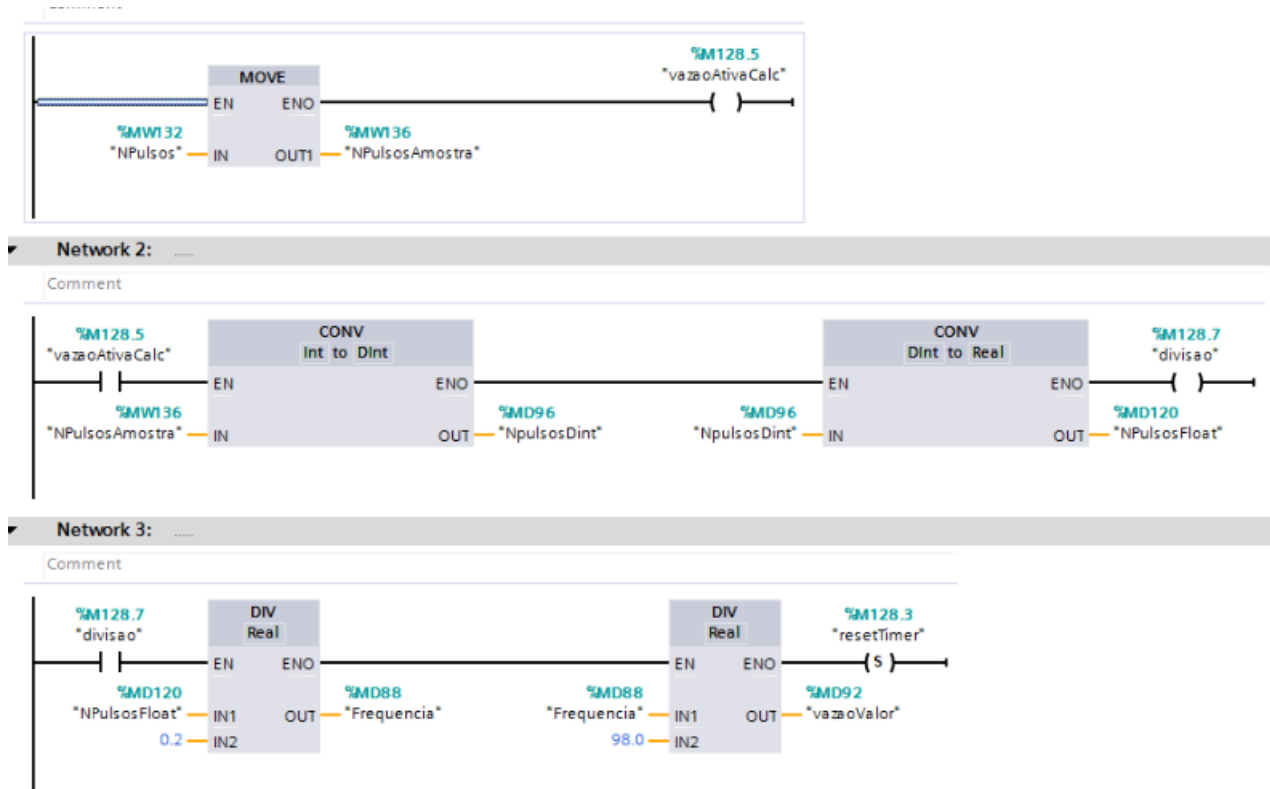 %M128.5
"vazaoAtivaCalc"
MOVE
EN ENO
%MW132 %MW136
"NPulsos" IN OUT1 "NPulsosAmostra"
Network 2: .....
Comment
%M128.5 CONV CONV %M128.7
"vazaoAtivaCalc" Int to DInt DInt to Real "divisao"
EN ENO EN ENO
%MW136 %MD96 %MD96 %MD120
"NPulsosAmostra" IN OUT "NpulsosDint" "NpulsosDint" IN OUT "NPulsosFloat"
Network 3: .....
Comment
%M128.7 DIV DIV %M128.3
"divisao" Real Real "resetTimer"
EN ENO EN ENO S
%MD120 %MD88 %MD88 %MD92
"NPulsosFloat" IN1 OUT "Frequencia" "Frequencia" IN1 OUT "vazaoValor"
0.2 IN2 98.0 IN2